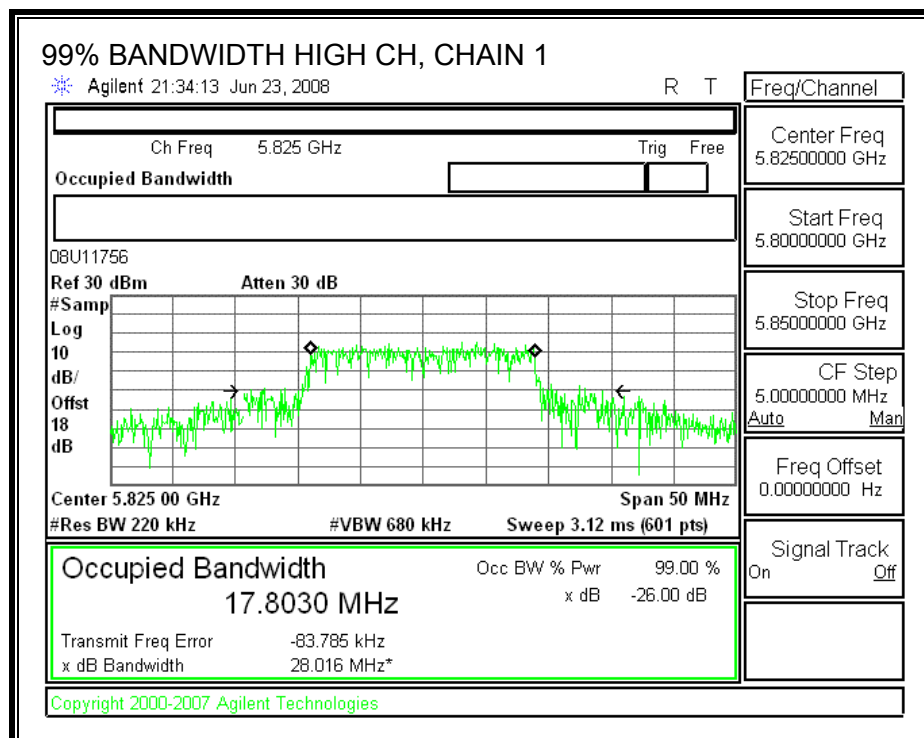 99% BANDWIDTH HIGH CH, CHAIN 1
Agilent 21:34:13 Jun 23, 2008 R T
Ch Freq 5.825 GHz Trig Free
Occupied Bandwidth
08U11756
Ref 30 dBm Atten 30 dB
#Samp
Log
10
dB/
Offst
18
dB
Center 5.825 00 GHz Span 50 MHz
#Res BW 220 kHz #VBW 680 kHz Sweep 3.12 ms (601 pts)
Occupied Bandwidth Occ BW % Pwr 99.00 %
17.8030 MHz x dB -26.00 dB
Transmit Freq Error -83.785 kHz
x dB Bandwidth 28.016 MHz*
Copyright 2000-2007 Agilent Technologies
Freq/Channel
Center Freq
5.82500000 GHz
Start Freq
5.80000000 GHz
Stop Freq
5.85000000 GHz
CF Step
5.00000000 MHz
Auto Man
Freq Offset
0.00000000 Hz
Signal Track
On Off